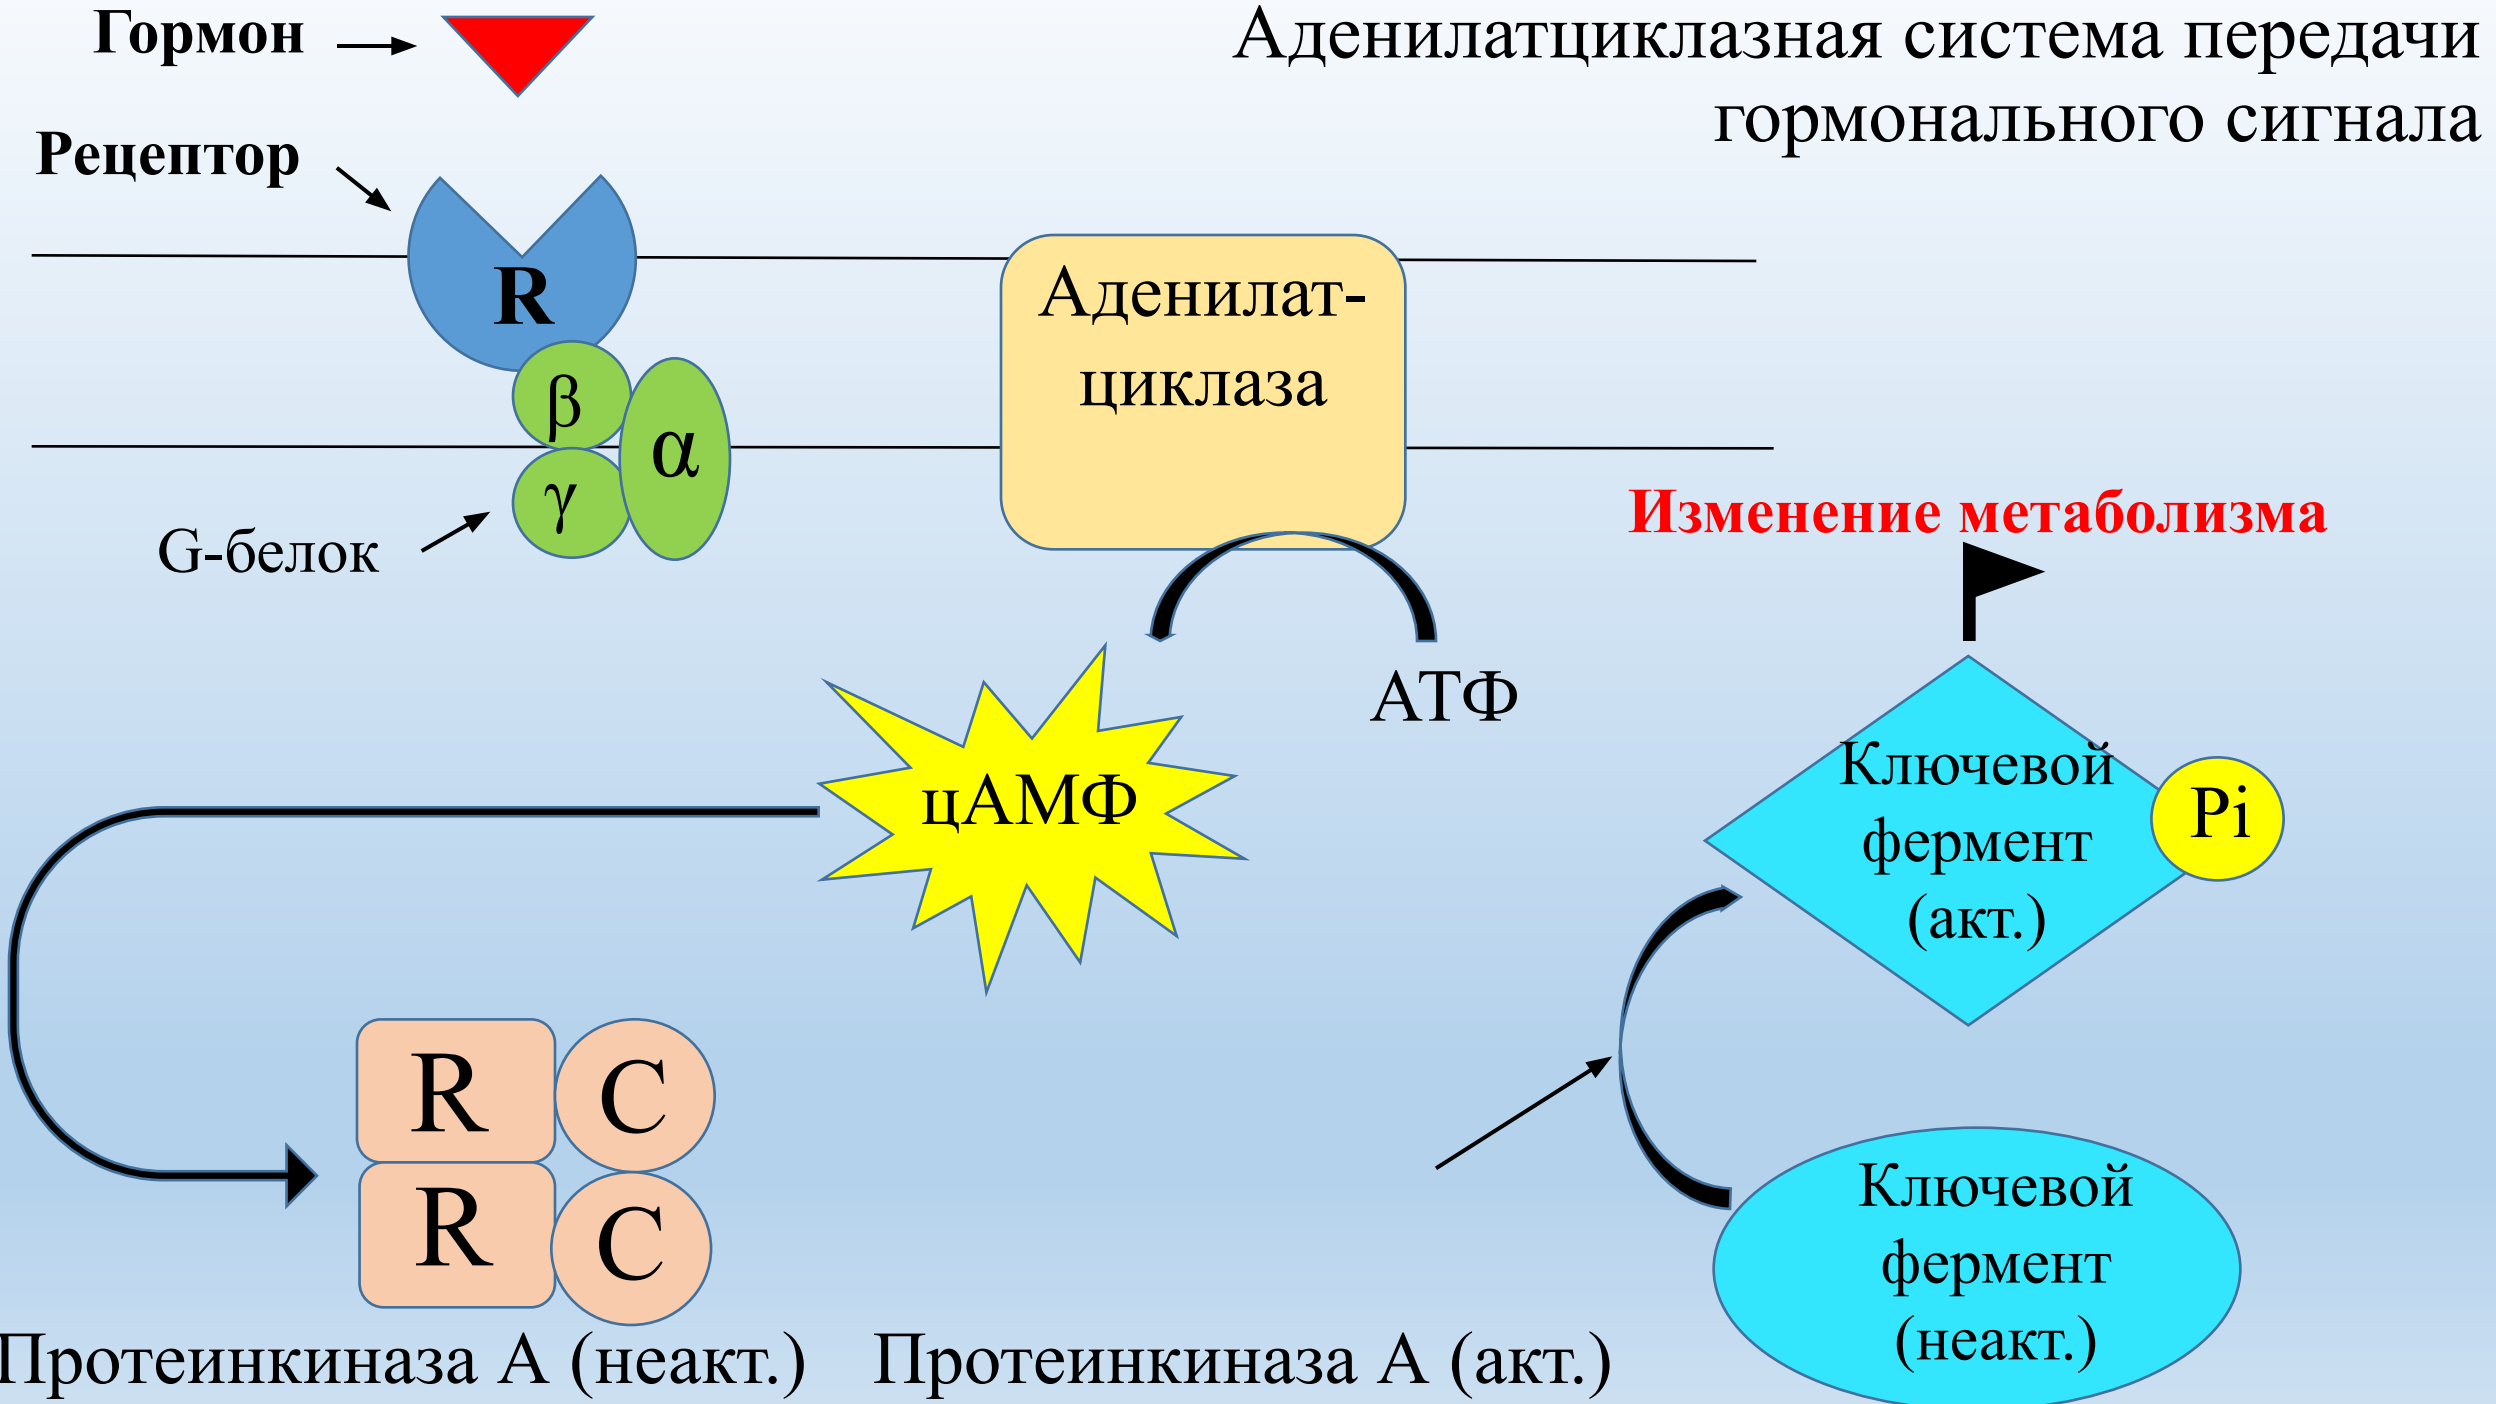 Гормон
Аденилатциклазная система передачи
гормонального сигнала
Рецептор
R
Аденилат-
циклаза
β
α
γ
G-белок
Изменение метаболизма
АТФ
цАМФ
Ключевой
фермент
(акт.)
Pi
R
C
R
C
Ключевой
фермент
(неакт.)
Протеинкиназа А (неакт.)
Протеинкиназа А (акт.)